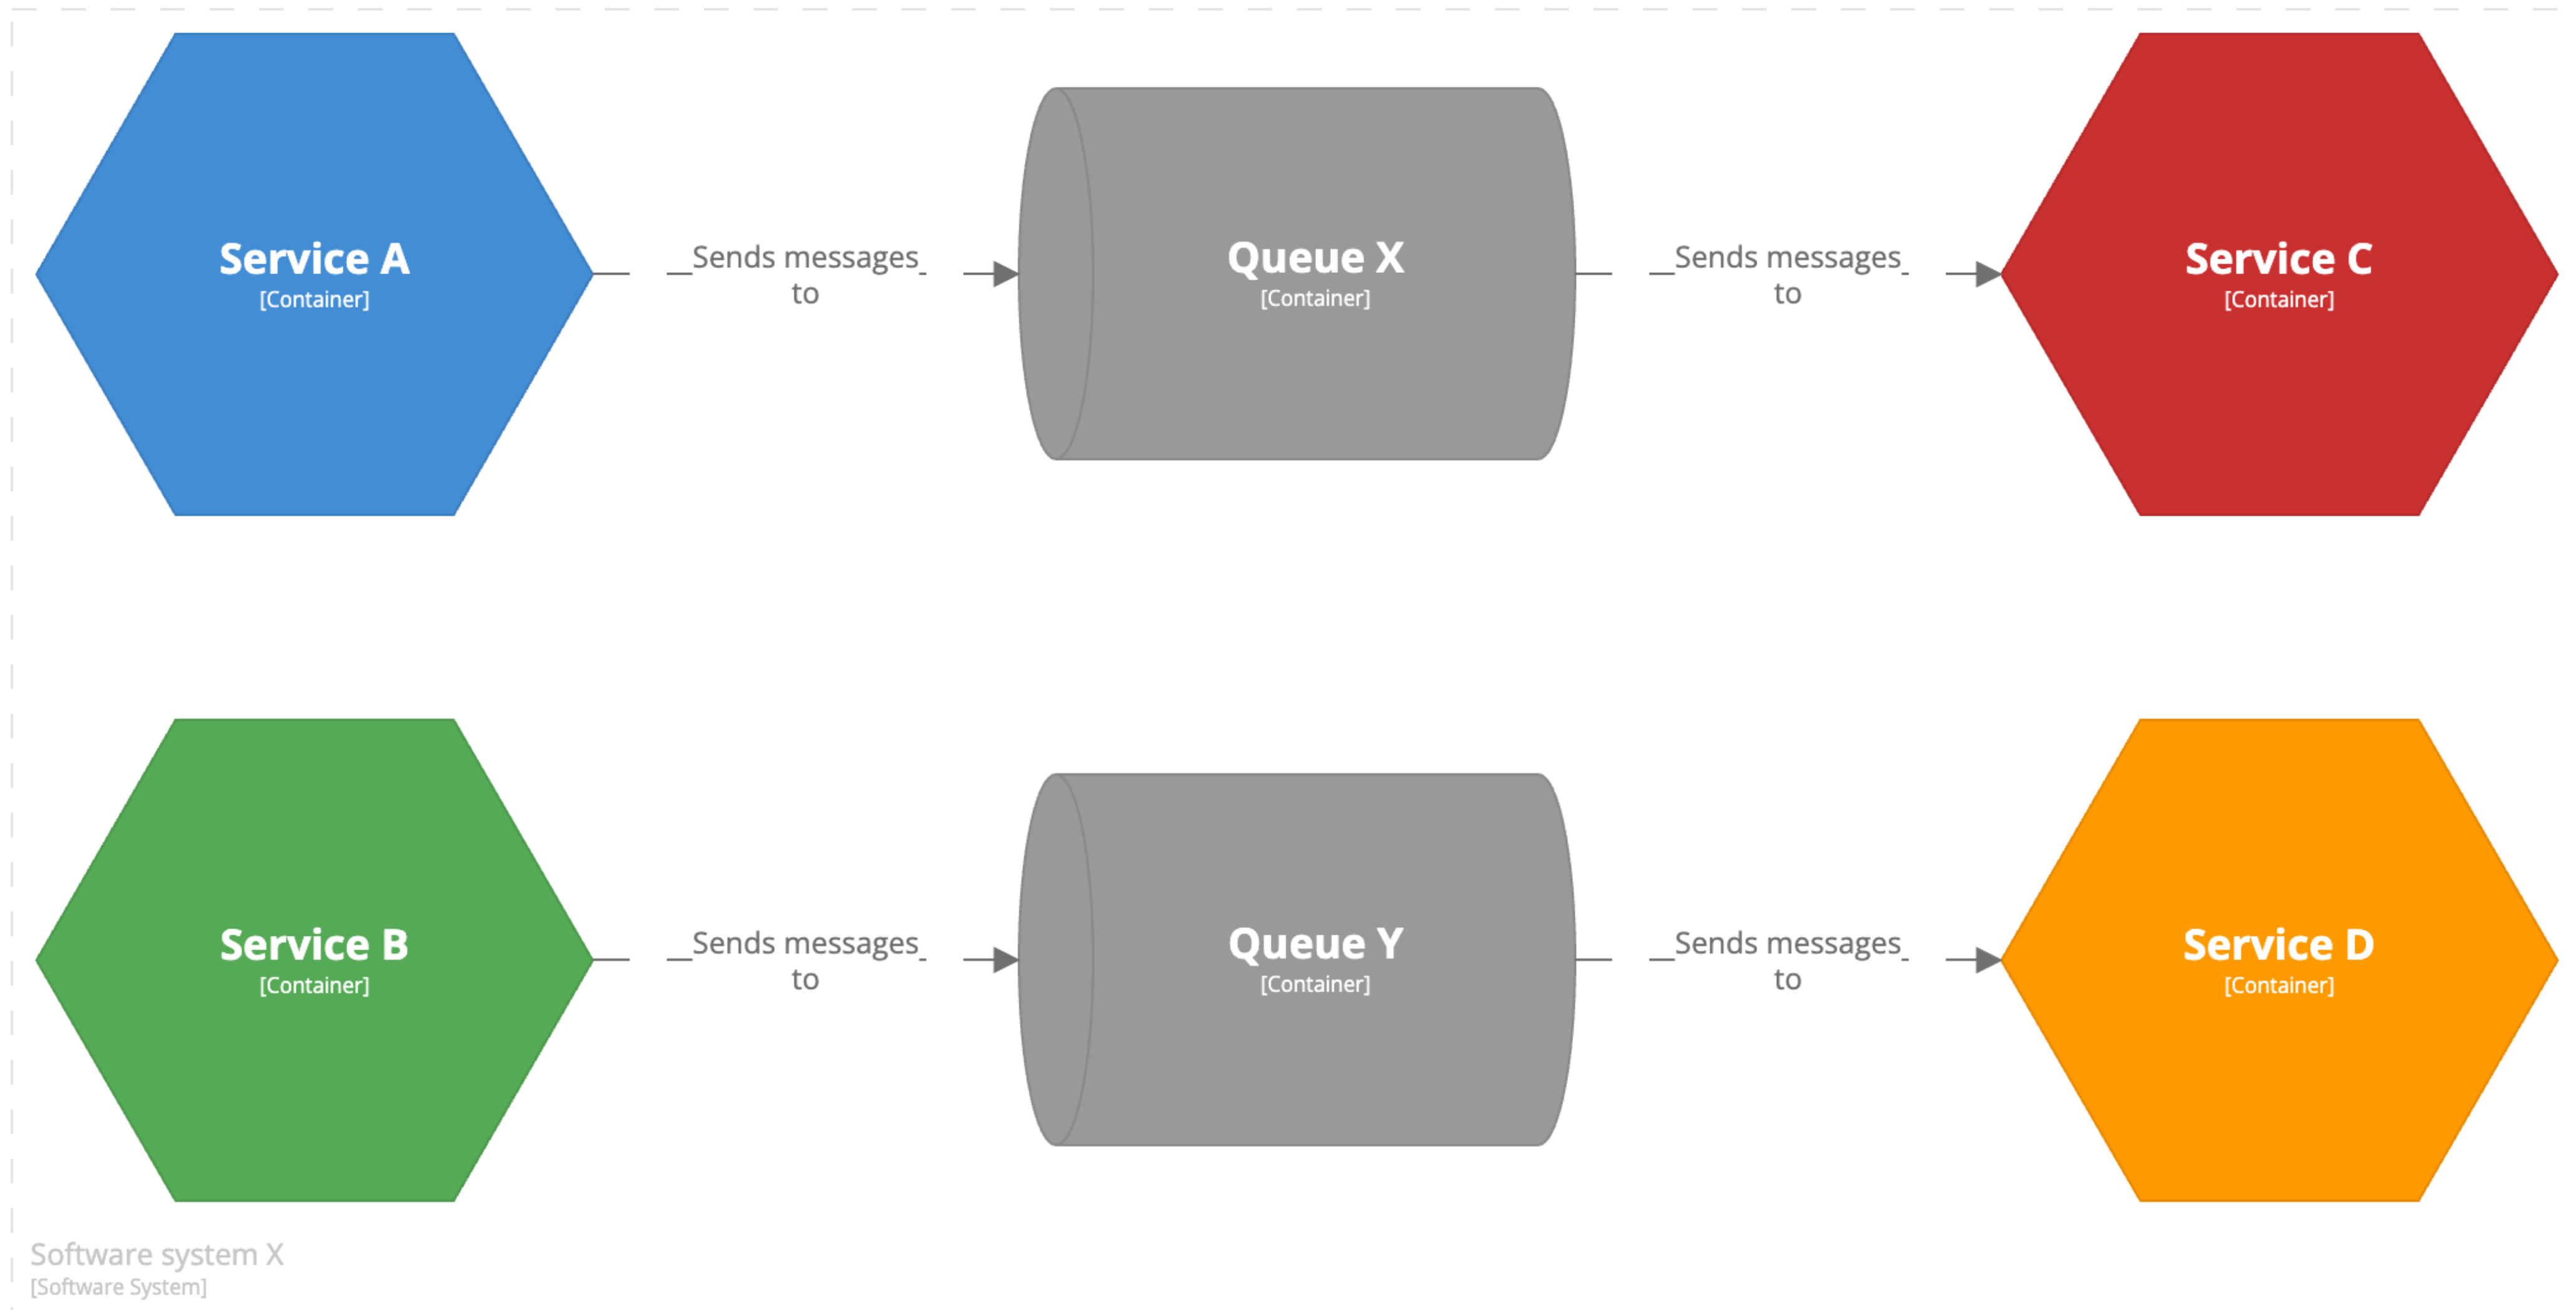 Service A
[Container]
Sends messages
to
Queue X
[Container]
Sends messages
to
Service C
[Container]
Service B
[Container]
Sends messages
to
Queue Y
[Container]
Sends messages
to
Service D
[Container]
Software system X
[Software System]